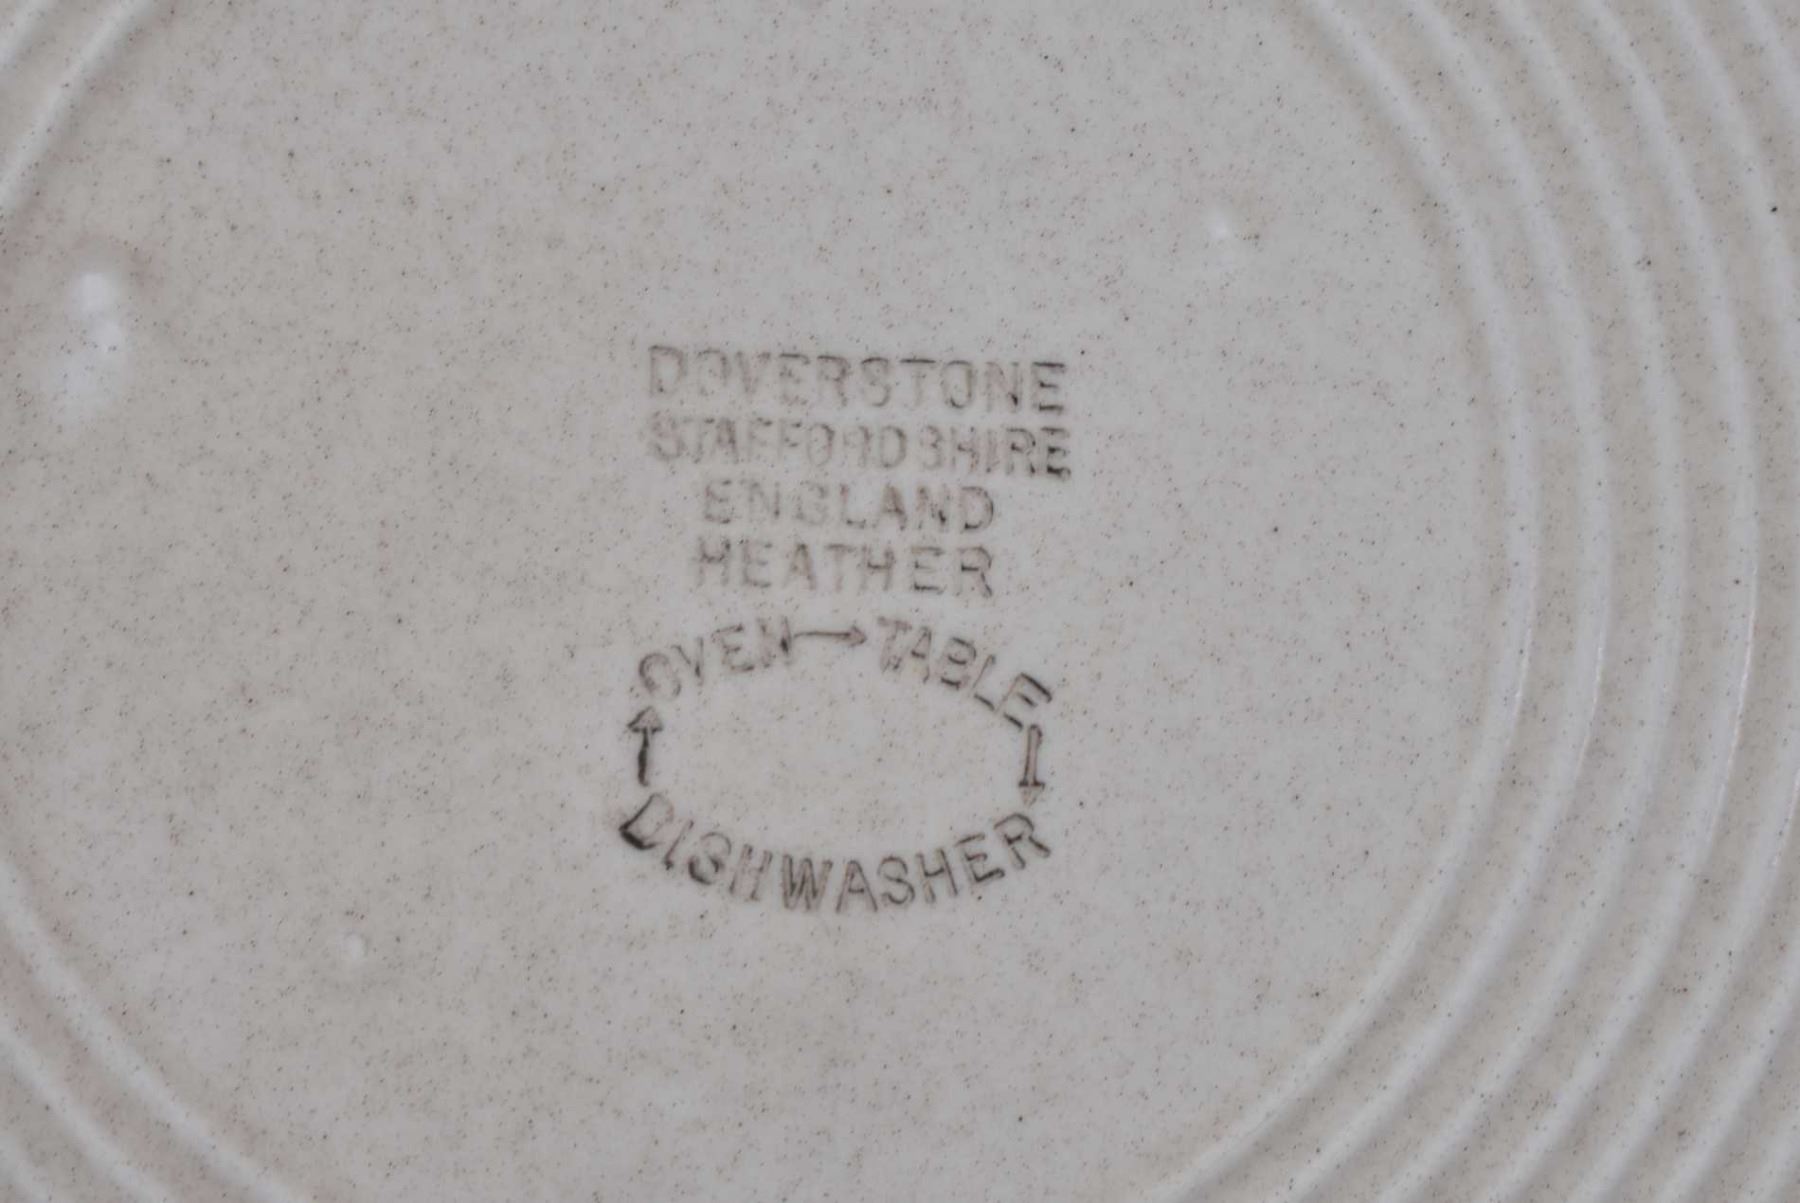 DOVERSTONE
STAFFORDSHIRE
ENGLAND
HEATHER
OVEN → TABLE
↑ ↓
DISHWASHER